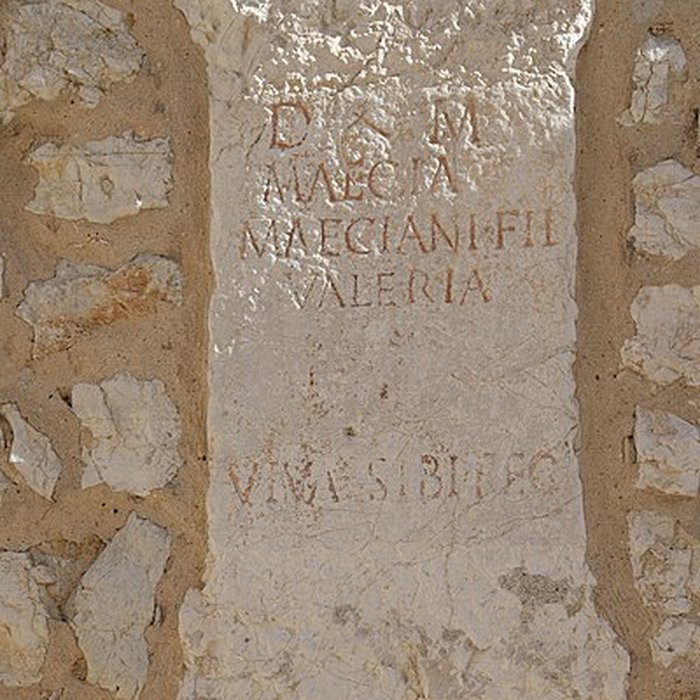 D M
MAECIA
MAECIANI FIL
VALERIA
VIVA SIBI FEC